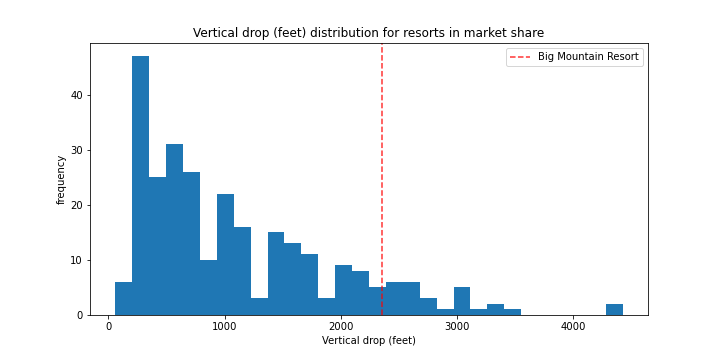 Vertical drop (feet) distribution for resorts in market share
Big Mountain Resort
frequency
40
30
20
10
0
0 1000 2000 3000 4000
Vertical drop (feet)